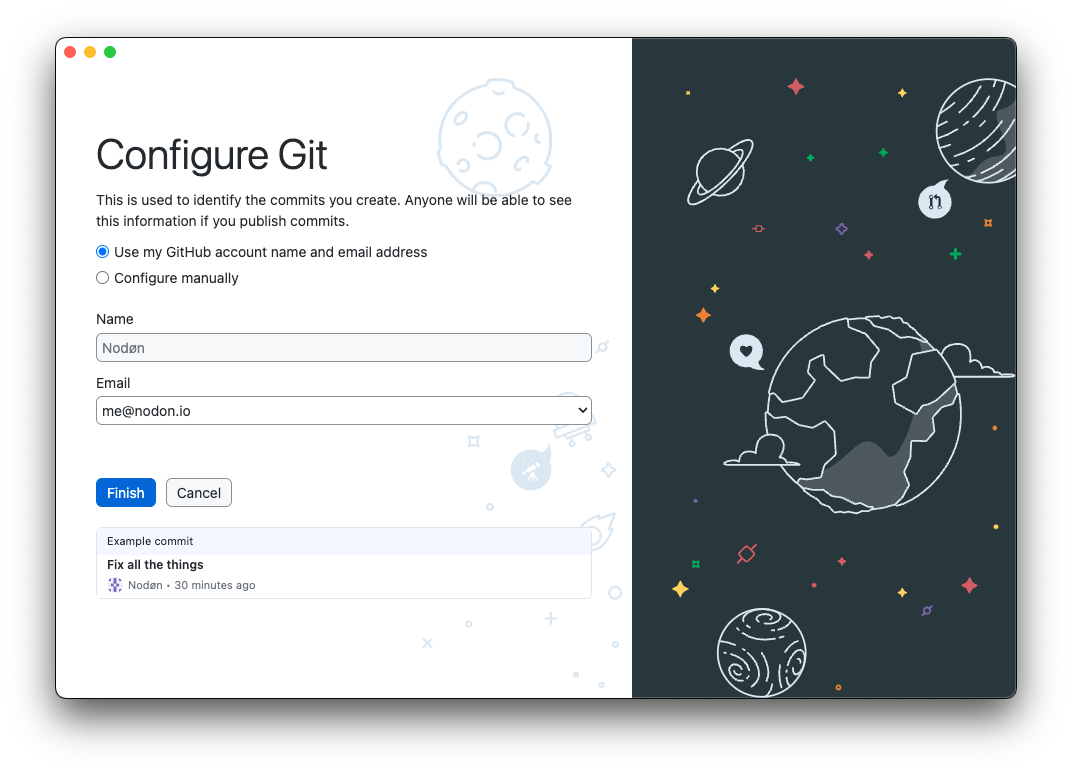 Configure Git
This is used to identify the commits you create. Anyone will be able to see
this information if you publish commits.
Use my GitHub account name and email address
Configure manually
Name
Nodøn
Email
me@nodon.io
Finish Cancel
Example commit
Fix all the things
Nodøn • 30 minutes ago